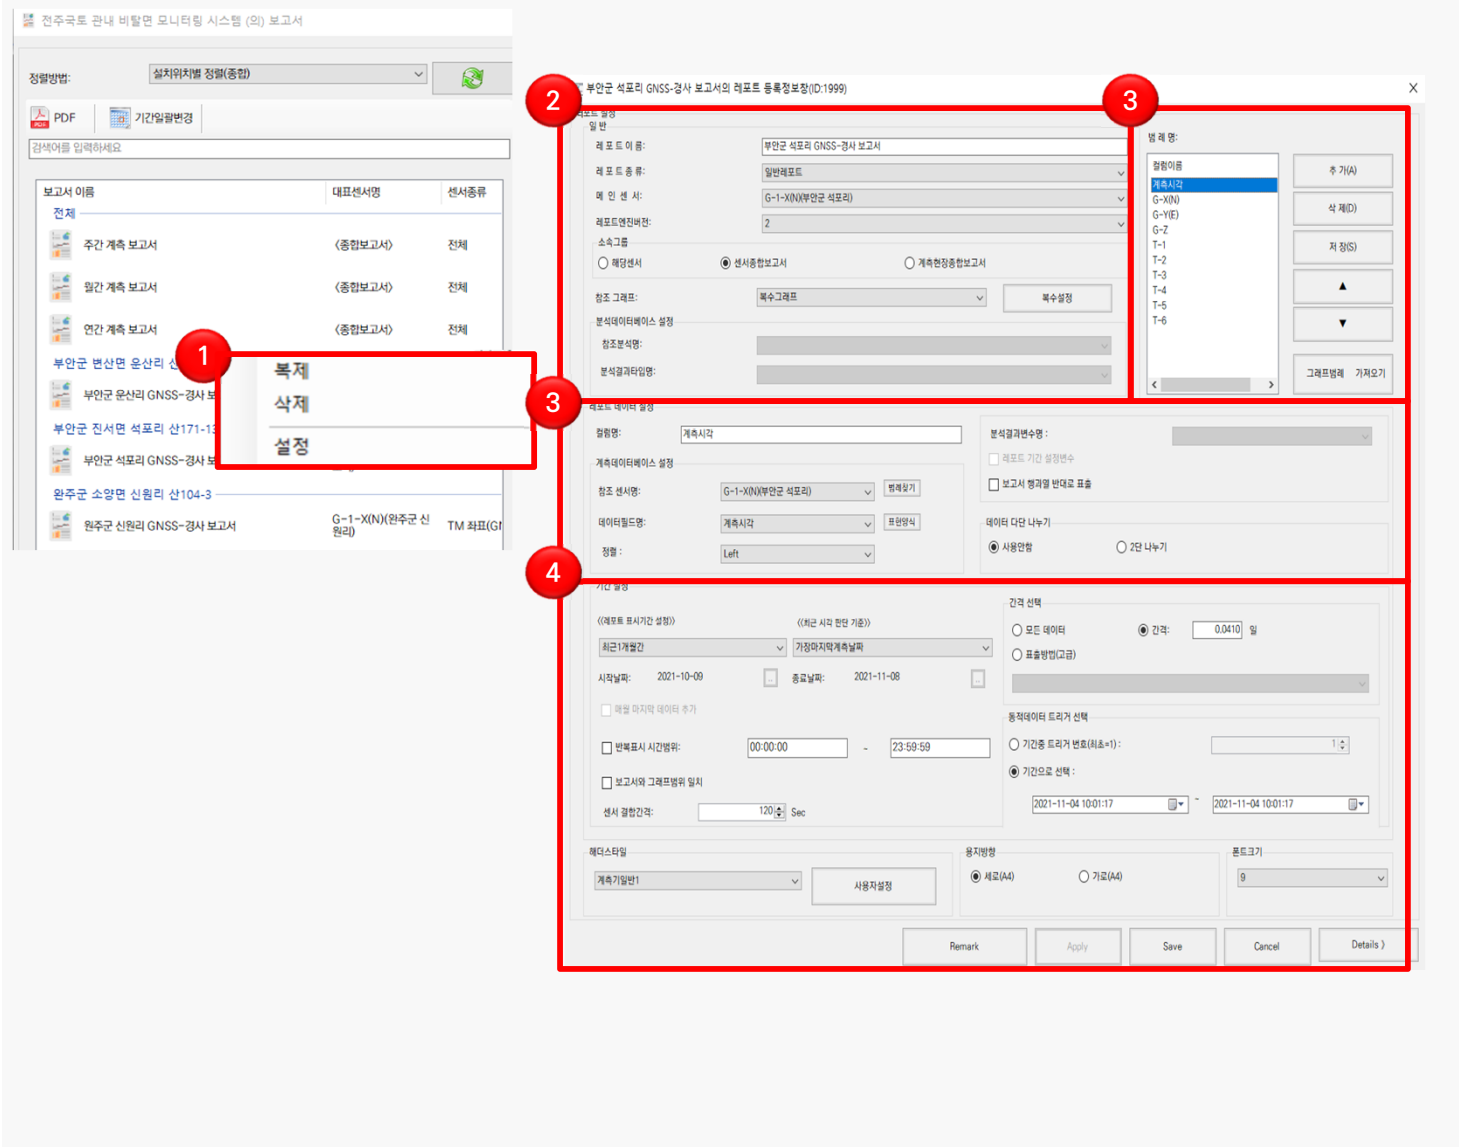 전주국토 관내 비탈면 모니터링 시스템 (의) 보고서
정렬방법:
설치위치별 정렬(종합)
PDF
기간일괄변경
검색어를 입력하세요
보고서 이름 대표센서명 센서종류
전체
주간 계측 보고서 <종합보고서> 전체
월간 계측 보고서 <종합보고서> 전체
연간 계측 보고서 <종합보고서> 전체
부안군 변산면 운산리
부안군 운산리 GNSS-경사
부안군 진서면 석포리 산171-13
부안군 석포리 GNSS-경사
완주군 소양면 신원리 산104-3
원주군 신원리 GNSS-경사 보고서
G-1-X(N)(완주군 신
원리)
TM 좌표(GI
1
복제
삭제
설정
2
부안군 석포리 GNSS-경사 보고서의 레포트 등록정보창(ID:1999)
X
설정
일반
레포트이름: 부안군 석포리 GNSS-경사 보고서
레포트종류: 일반레포트
메 인 센 서: G-1-X(N)(부안군 석포리)
레포트엔진버전: 2
소속그룹
해당센서 센서종합보고서 계측현장종합보고서
참조 그래프: 복수그래프 복수설정
분석데이터베이스 설정
참조분석명:
분석결과타입명:
3
범 례 명:
컬럼이름
계측시각
G-X(N)
G-Y(E)
G-Z
T-1
T-2
T-3
T-4
T-5
T-6
추 가(A)
삭 제(D)
저 장(S)
▲
▼
그래프범례 가져오기
3
레포트 데이터 설정
컬럼명: 계측시각
계측데이터베이스 설정
참조 센서명: G-1-X(N)(부안군 석포리) 범례찾기
데이터필드명: 계측시각 표현양식
정렬 : Left
분석결과변수명 :
레포트 기간 설정변수
보고서 행과열 반대로 표출
데이터 다단 나누기
사용안함 2단 나누기
4
기간 설정
<<레포트 표시기간 설정>> <<최근 시각 판단 기준>>
최근1개월간 가장마지막계측날짜
시작날짜: 2021-10-09 .. 종료날짜: 2021-11-08 ..
매월 마지막 데이터 추가
반복표시 시간범위: 00:00:00 ~ 23:59:59
보고서와 그래프범위 일치
센서 결합간격: 120 Sec
간격 선택
모든 데이터 간격: 0.0410 일
표출방법(고급)
동적데이터 트리거 선택
기간중 트리거 번호(최초=1) : 1
기간으로 선택 :
2021-11-04 10:01:17 ~ 2021-11-04 10:01:17
헤더스타일
계측기일반1 사용자설정
용지방향
세로(A4) 가로(A4)
폰트크기
9
Remark Apply Save Cancel Details >